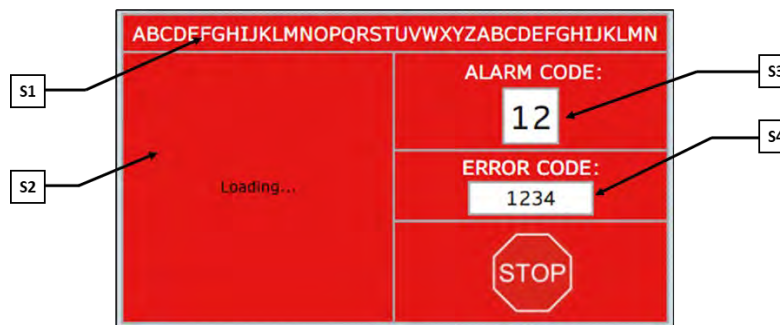 ABCDEFGHIJKLMNOPQRSTUVWXYZABCDEFGHIJKLMN
S1
S2
Loading...
ALARM CODE:
12
S3
ERROR CODE:
1234
S4
STOP